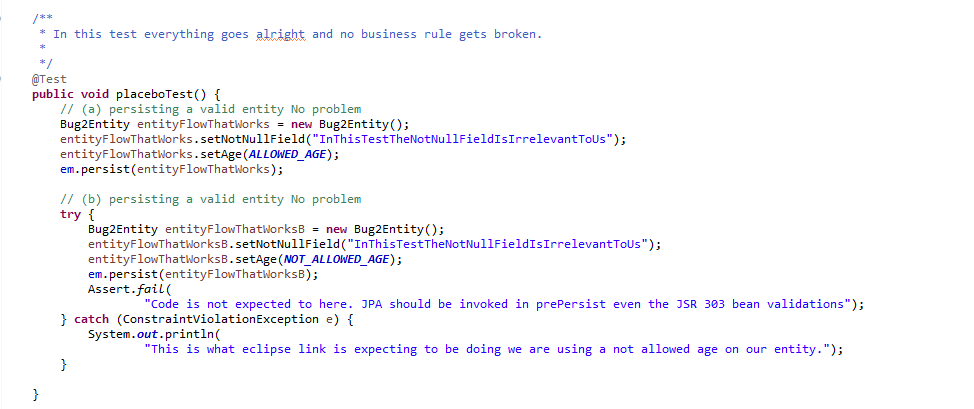 /**
 * In this test everything goes alright and no business rule gets broken.
 *
 */
@Test
public void placeboTest() {
    // (a) persisting a valid entity No problem
    Bug2Entity entityFlowThatWorks = new Bug2Entity();
    entityFlowThatWorks.setNotNullField("InThisTestTheNotNullFieldIsIrrelevantToUs");
    entityFlowThatWorks.setAge(ALLOWED_AGE);
    em.persist(entityFlowThatWorks);

    // (b) persisting a valid entity No problem
    try {
        Bug2Entity entityFlowThatWorksB = new Bug2Entity();
        entityFlowThatWorksB.setNotNullField("InThisTestTheNotNullFieldIsIrrelevantToUs");
        entityFlowThatWorksB.setAge(NOT_ALLOWED_AGE);
        em.persist(entityFlowThatWorksB);
        Assert.fail(
                "Code is not expected to here. JPA should be invoked in prePersist even the JSR 303 bean validations");
    } catch (ConstraintViolationException e) {
        System.out.println(
                "This is what eclipse link is expecting to be doing we are using a not allowed age on our entity.");
    }

}